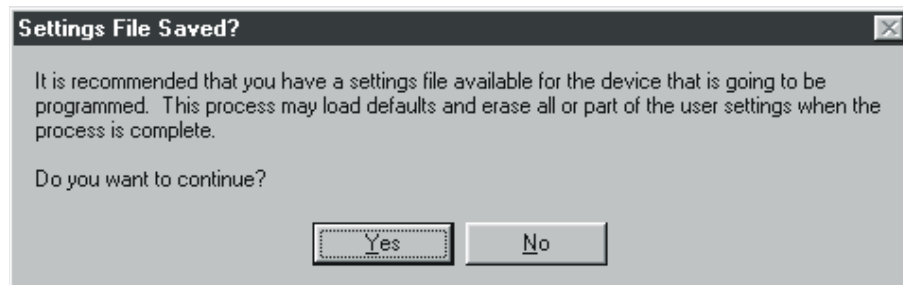 Settings File Saved?
It is recommended that you have a settings file available for the device that is going to be
programmed.  This process may load defaults and erase all or part of the user settings when the
process is complete.
Do you want to continue?
Yes
No